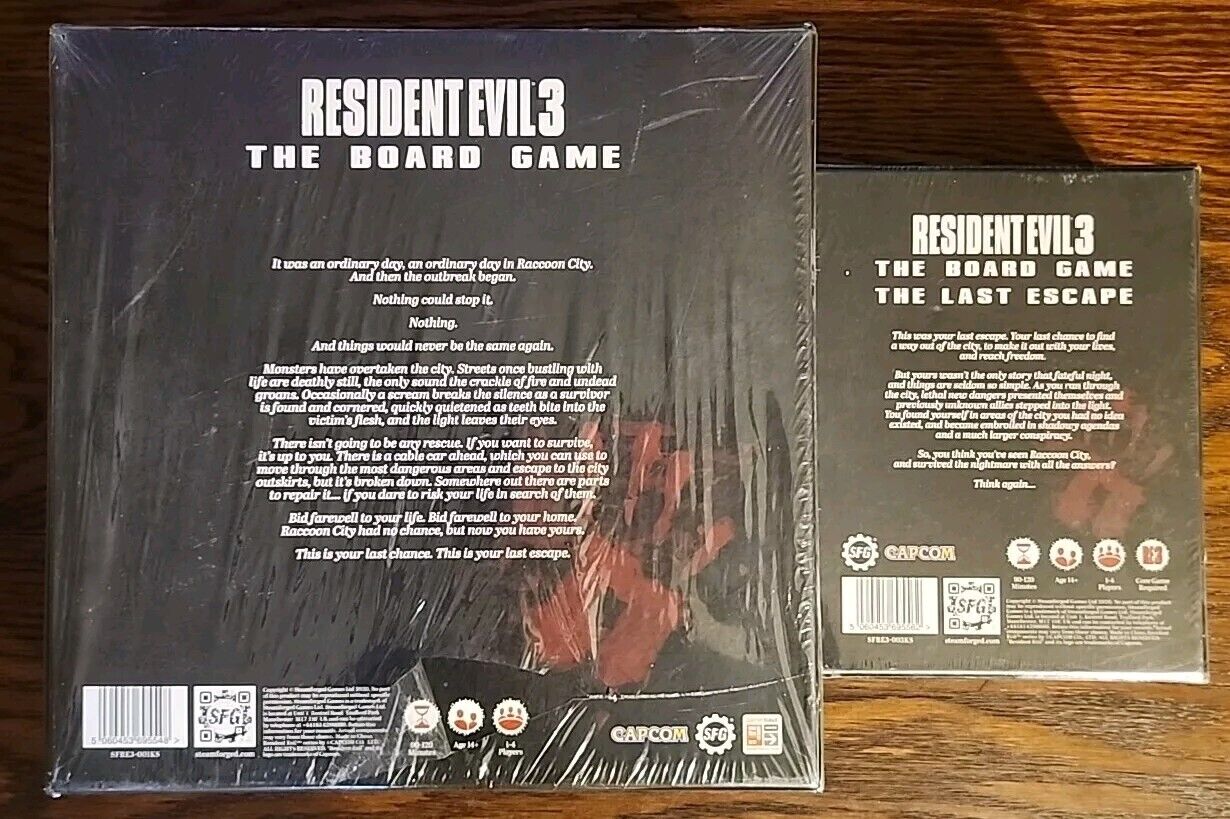 RESIDENT EVIL 3
THE BOARD GAME
It was an ordinary day, an ordinary day in Raccoon City.
And then the outbreak began.
Nothing could stop it.
Nothing.
And things would never be the same again.
Monsters have overtaken the city. Streets once bustling with
life are deathly still, the only sound the crackle of fire and undead
groans. Occasionally a scream breaks the silence as a survivor
is found and cornered, quickly quietened as teeth bite into the
victim's flesh, and the light leaves their eyes.
There isn't going to be any rescue. If you want to survive,
it's up to you. There is a cable car ahead, which you can use to
move through the most dangerous areas and escape to the city
outskirts, but it's broken down. Somewhere out there are parts
to repair it... if you dare to risk your life in search of them.
Bid farewell to your life. Bid farewell to your home.
Raccoon City had no chance, but now you have yours.
This is your last chance. This is your last escape.
5 060453 695548 >
SFRE3-001KS
SFG
steamforged.com
90-120
Minutes
Age 14+
1-4
Players
CAPCOM
SFG
RESIDENT EVIL 3
THE BOARD GAME
THE LAST ESCAPE
This was your last escape. Your last chance to find
a way out of the city, to make it out with your lives,
and reach freedom.
But yours wasn't the only story that fateful night,
and things are seldom so simple. As you ran through
the city, lethal new dangers presented themselves and
previously unknown allies stepped into the light.
You found yourself in areas of the city you had no idea
existed, and became embroiled in shadowy agendas
and a much larger conspiracy.
So, you think you've seen Raccoon City,
and survived the nightmare with all the answers?
Think again...
SFG
CAPCOM
90-120
Minutes
Age 14+
1-4
Players
Core Game
Required
5 060453 695562 >
SFRE3-003KS
SFG
steamforged.com